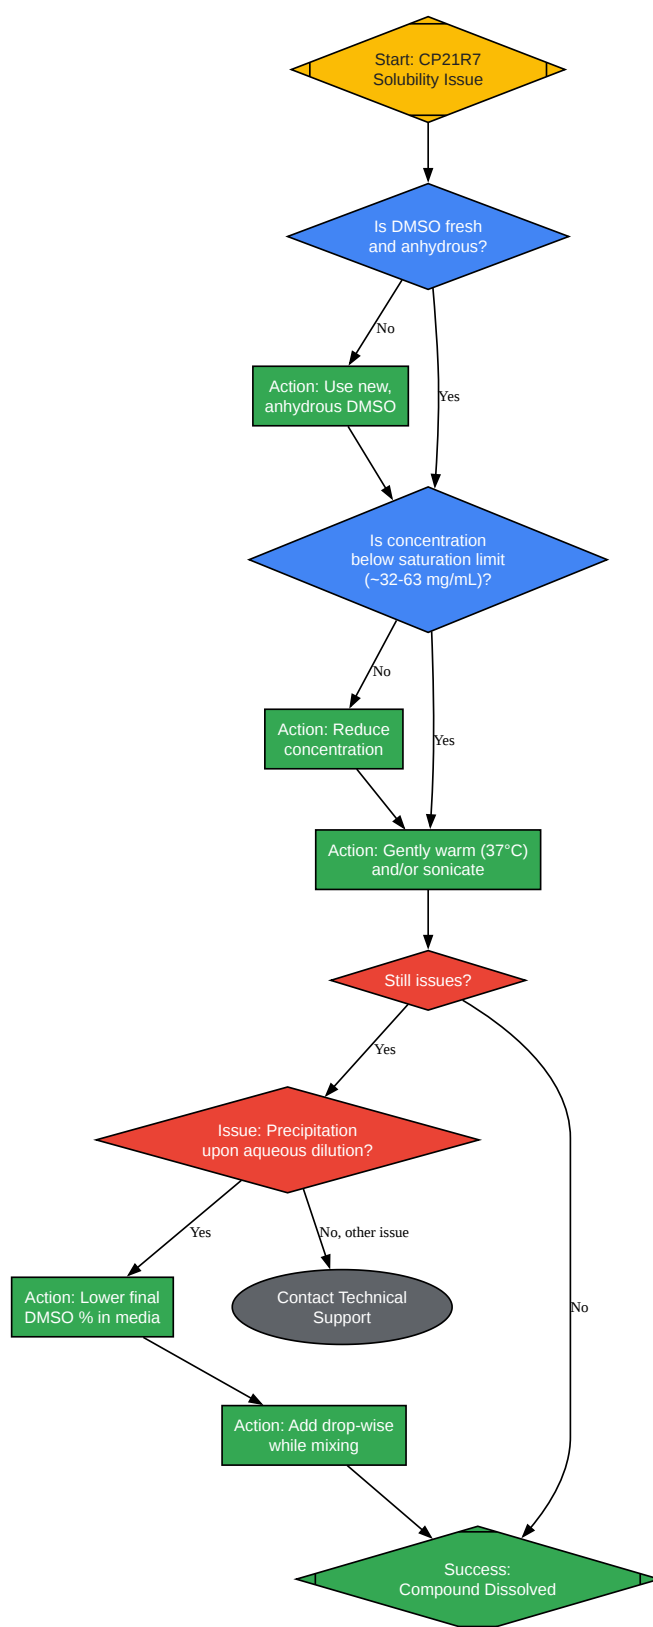 Start: CP21R7
Solubility Issue
Is DMSO fresh
and anhydrous?
No
Yes
Action: Use new,
anhydrous DMSO
Is concentration
below saturation limit
(~32-63 mg/mL)?
No
Yes
Action: Reduce
concentration
Action: Gently warm (37°C)
and/or sonicate
Still issues?
Yes
No
Issue: Precipitation
upon aqueous dilution?
Yes
No, other issue
Action: Lower final
DMSO % in media
Contact Technical
Support
Action: Add drop-wise
while mixing
Success:
Compound Dissolved